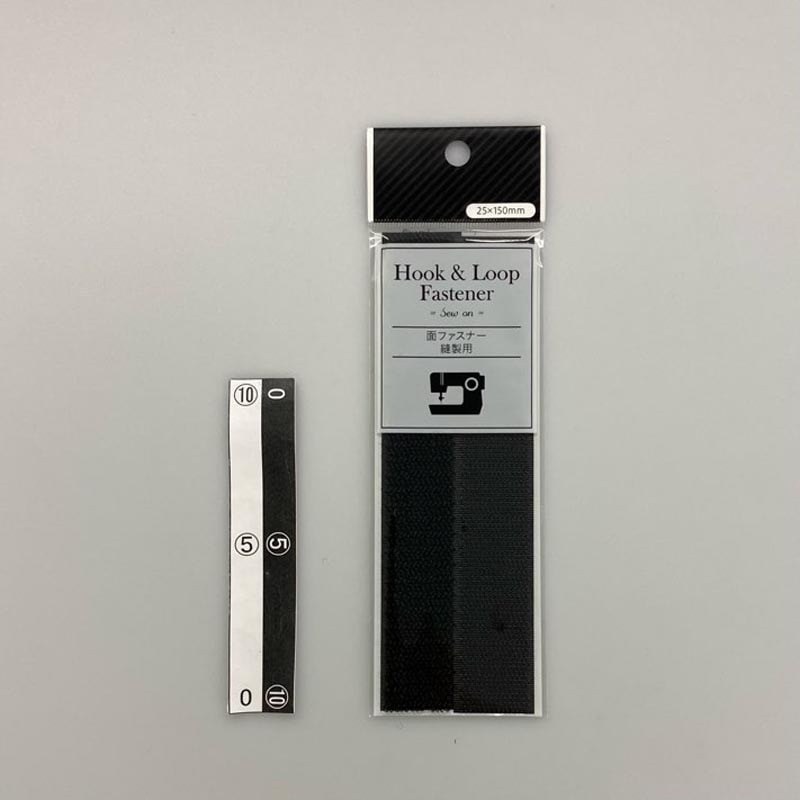 25×150mm
Hook & Loop
Fastener
= Sew on =
面ファスナー
縫製用
⑩ 0
⑤ ⑤
0 ⑩